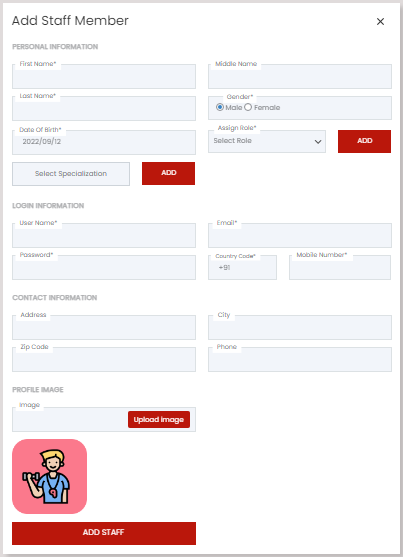 Add Staff Member
×
PERSONAL INFORMATION
First Name*
Middle Name
Last Name*
Gender*
Male Female
Date Of Birth*
2022/09/12
Assign Role*
Select Role
ADD
Select Specialization
ADD
LOGIN INFORMATION
User Name*
Email*
Password*
Country Code*
+91
Mobile Number*
CONTACT INFORMATION
Address
City
Zip Code
Phone
PROFILE IMAGE
Image
Upload Image
ADD STAFF